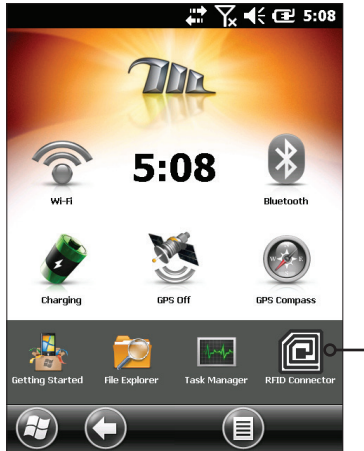 5:08
5:08
Wi-Fi
Bluetooth
Charging
GPS Off
GPS Compass
Getting Started
File Explorer
Task Manager
RFID Connector